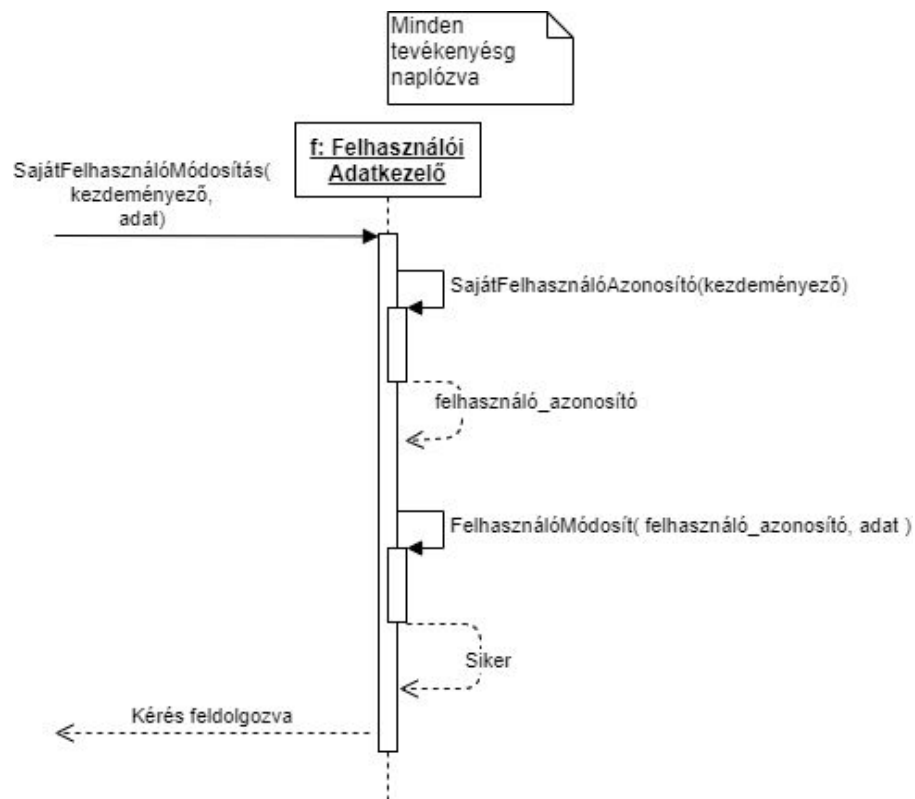 Minden
tevékenyésg
naplózva
f: Felhasználói
Adatkezelő
SajátFelhasználóMódosítás(
kezdeményező,
adat)
SajátFelhasználóAzonosító(kezdeményező)
felhasználó_azonosító
FelhasználóMódosít( felhasználó_azonosító, adat )
Siker
Kérés feldolgozva